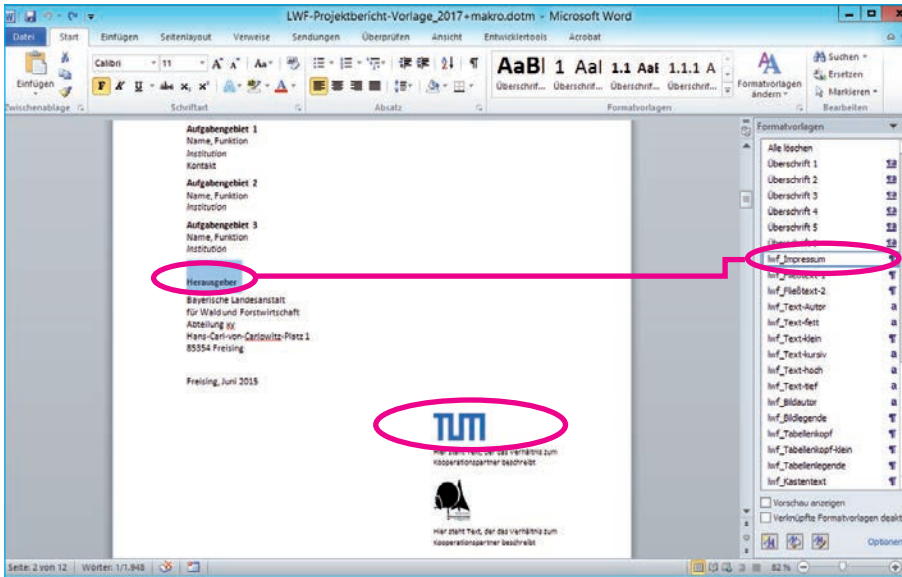 LWF-Projektbericht-Vorlage_2017+makro.dotm - Microsoft Word
Datei Start Einfügen Seitenlayout Verweise Sendungen Überprüfen Ansicht Entwicklertools Acrobat
Einfügen
Calibri 11
F K U abc x₂ x²
AaBl 1 Aal 1.1 Aal 1.1.1 A
Überschrif... Überschrif... Überschrif... Überschrif...
Formatvorlagen ändern
Suchen
Ersetzen
Markieren
Zwischenablage Schriftart Absatz Formatvorlagen Bearbeiten
Aufgabengebiet 1
Name, Funktion
Institution
Kontakt
Aufgabengebiet 2
Name, Funktion
Institution
Aufgabengebiet 3
Name, Funktion
Institution
Herausgeber
Bayerische Landesanstalt
für Wald und Forstwirtschaft
Abteilung xy
Hans-Carl-von-Carlowitz-Platz 1
85354 Freising
Freising, Juni 2015
TUM
Hier steht Text, der das Verhältnis zum
Kooperationspartner beschreibt
Hier steht Text, der das Verhältnis zum
Kooperationspartner beschreibt
Formatvorlagen
Alle löschen
Überschrift 1
Überschrift 2
Überschrift 3
Überschrift 4
Überschrift 5
lwf_Impressum
lwf_Fließtext-1
lwf_Fließtext-2
lwf_Text-Autor
lwf_Text-fett
lwf_Text-klein
lwf_Text-kursiv
lwf_Text-hoch
lwf_Text-tief
lwf_Bildautor
lwf_Bildlegende
lwf_Tabellenkopf
lwf_Tabellenkopf-klein
lwf_Tabellenlegende
lwf_Kastentext
Vorschau anzeigen
Verknüpfte Formatvorlagen deakt
Optionen
Seite: 2 von 12 Wörter: 1/1.948 82 %